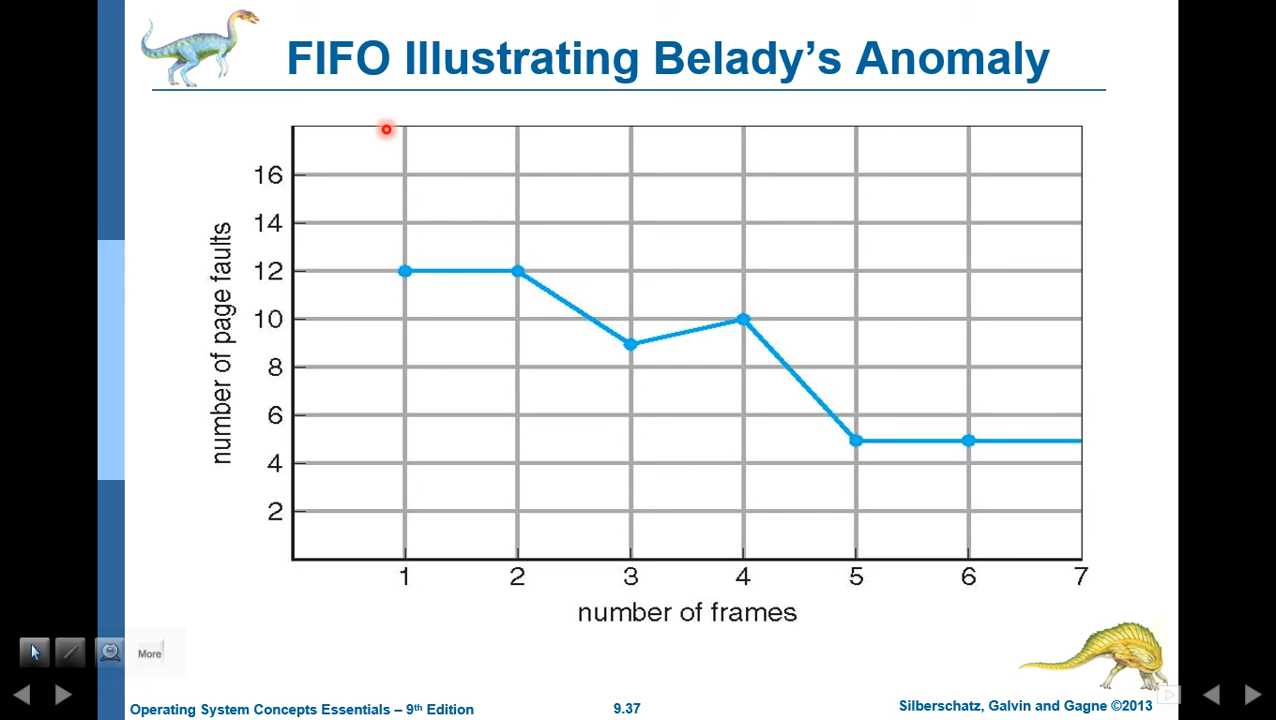 FIFO Illustrating Belady’s Anomaly
number of page faults
16
14
12
10
8
6
4
2
1 2 3 4 5 6 7
number of frames
More
Operating System Concepts Essentials – 9th Edition
9.37
Silberschatz, Galvin and Gagne ©2013